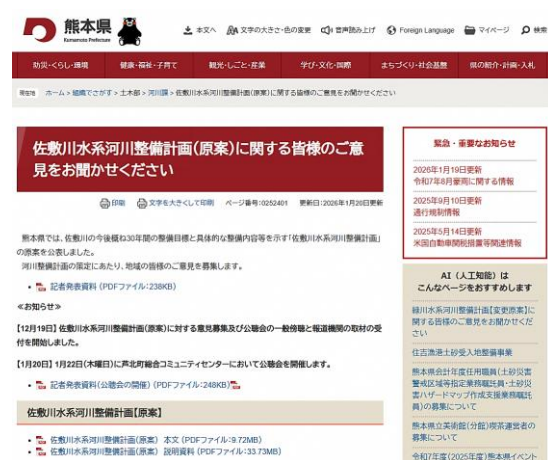 熊本県
Kumamoto Prefecture
本文へ
文字の大きさ・色の変更
音声読み上げ
Foreign Language
マイページ
検索
防災・くらし・環境
健康・福祉・子育て
観光・しごと・産業
学び・文化・国際
まちづくり・社会基盤
県の紹介・計画・入札
現在地 ホーム > 組織でさがす > 土木部 > 河川課 > 佐敷川水系河川整備計画(原案)に関する皆様のご意見をお聞かせください
佐敷川水系河川整備計画(原案)に関する皆様のご意
見をお聞かせください
印刷 文字を大きくして印刷 ページ番号:0252401 更新日:2026年1月20日更新
熊本県では、佐敷川の今後概ね30年間の整備目標と具体的な整備内容等を示す「佐敷川水系河川整備計画」
の原案を公表しました。
河川整備計画の策定にあたり、地域の皆様のご意見を募集します。
• 記者発表資料 (PDFファイル:238KB)
≪お知らせ≫
【12月19日】佐敷川水系河川整備計画(原案)に対する意見募集及び公聴会の一般傍聴と報道機関の取材の受
付を開始しました。
【1月20日】1月22日(木曜日)に芦北町総合コミュニティセンターにおいて公聴会を開催します。
• 記者発表資料(公聴会の開催) (PDFファイル:248KB)
佐敷川水系河川整備計画【原案】
• 佐敷川水系河川整備計画(原案) 本文 (PDFファイル:9.72MB)
• 佐敷川水系河川整備計画(原案) 説明資料 (PDFファイル:33.73MB)
緊急・重要なお知らせ
2026年1月19日更新
令和7年8月豪雨に関する情報
2025年9月10日更新
通行規制情報
2025年5月14日更新
米国自動車関税措置等関連情報
AI(人工知能)は
こんなページをおすすめします
緑川水系河川整備計画【変更原案】に
関する皆様のご意見をお聞かせくだ
さい
住吉漁港土砂受入地整備事業
熊本県会計年度任用職員(土砂災害
警戒区域等指定業務嘱託員・土砂災
害ハザードマップ作成支援業務嘱託
員)の募集について
熊本県立美術館(分館)喫茶運営者の
募集について
令和7年度(2025年度)熊本県イベント